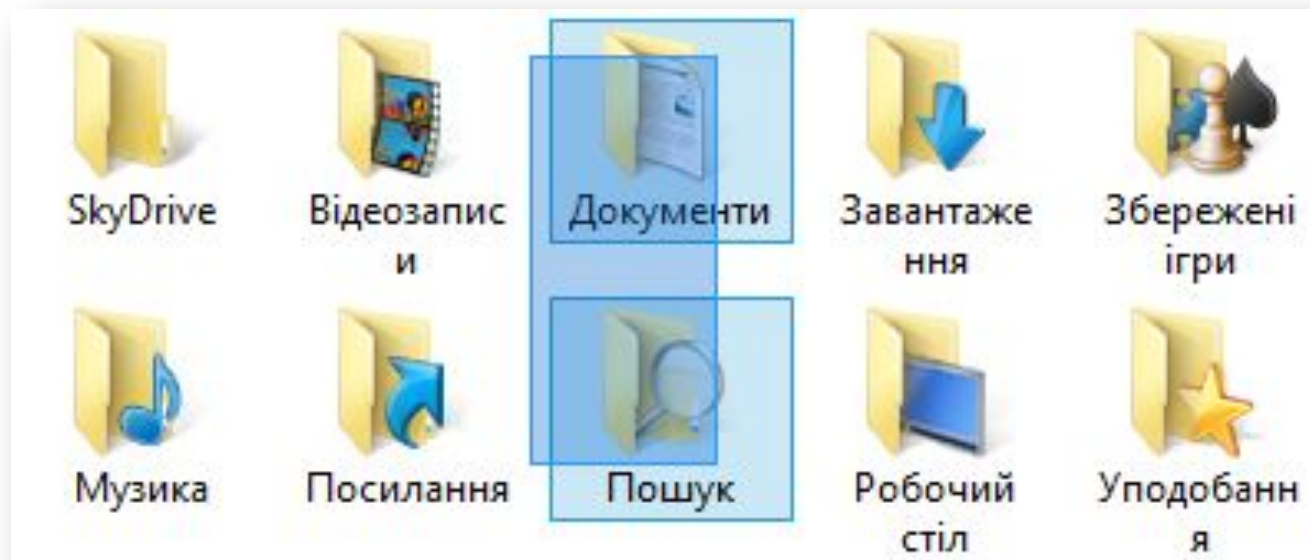 SkyDrive
Відеозапис
и
Документи
Завантаже
ння
Збережені
ігри
Музика
Посилання
Пошук
Робочий
стіл
Уподобанн
я